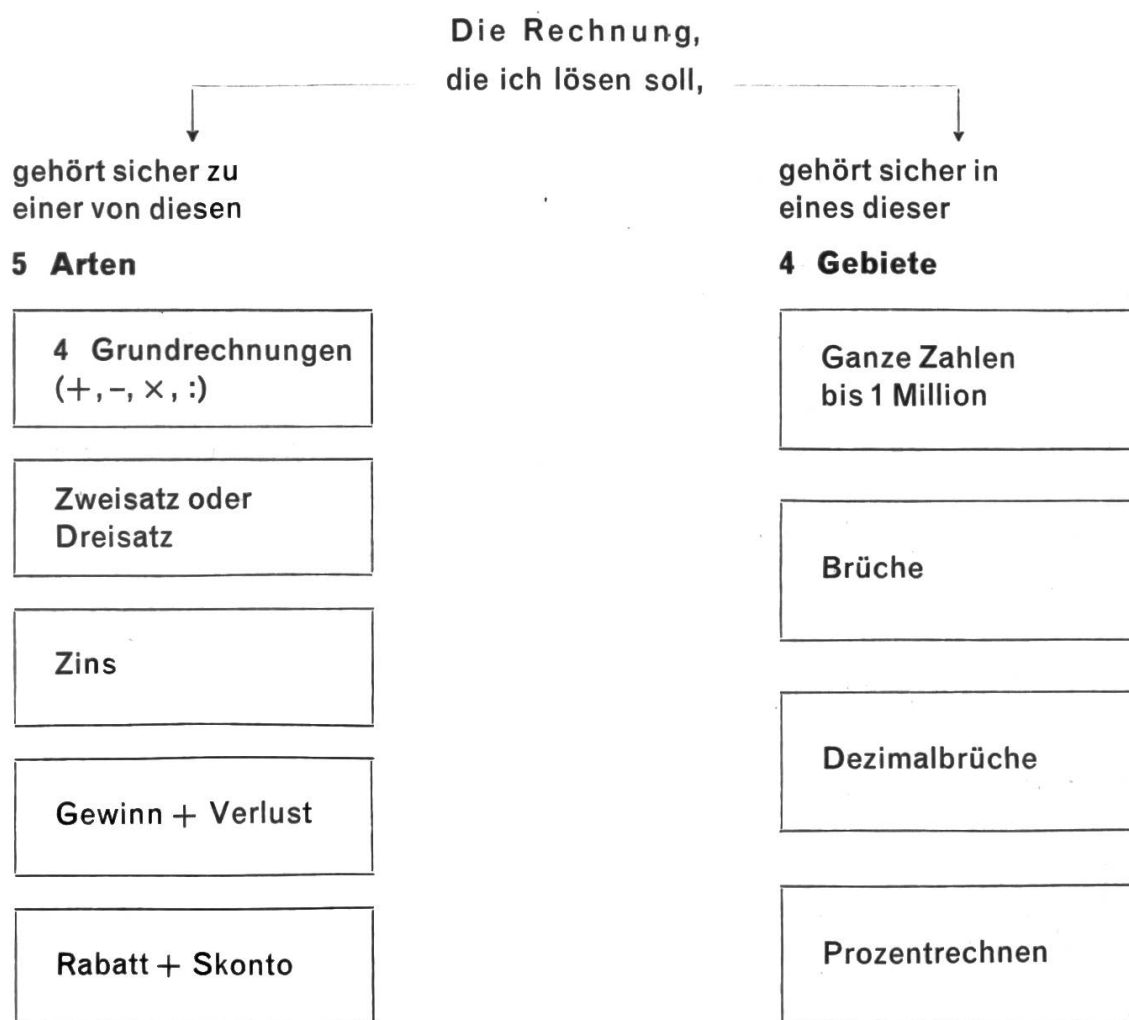 Die Rechnung,
die ich lösen soll,
gehört sicher zu
einer von diesen
5 Arten
4 Grundrechnungen
(+, –, ×, :)
Zweisatz oder
Dreisatz
Zins
Gewinn + Verlust
Rabatt + Skonto
gehört sicher in
eines dieser
4 Gebiete
Ganze Zahlen
bis 1 Million
Brüche
Dezimalbrüche
Prozentrechnen